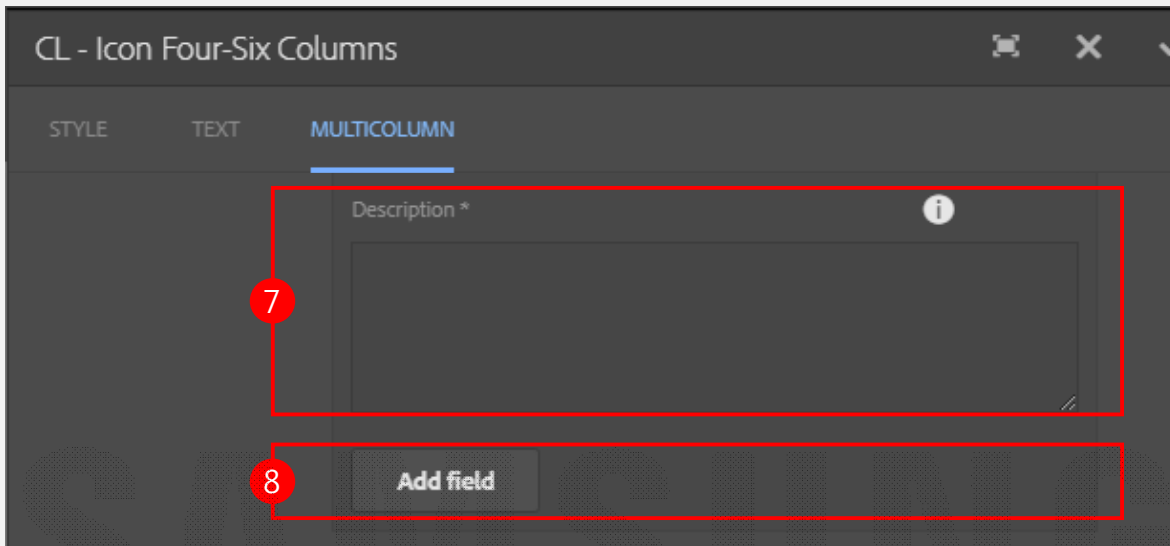 CL - Icon Four-Six Columns
STYLE TEXT MULTICOLUMN
Description *
7
8
Add field